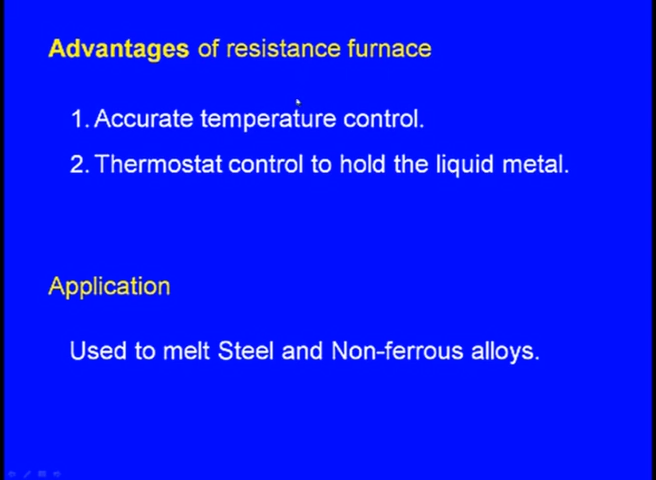 Advantages of resistance furnace
1. Accurate temperature control.
2. Thermostat control to hold the liquid metal.
Application
Used to melt Steel and Non-ferrous alloys.